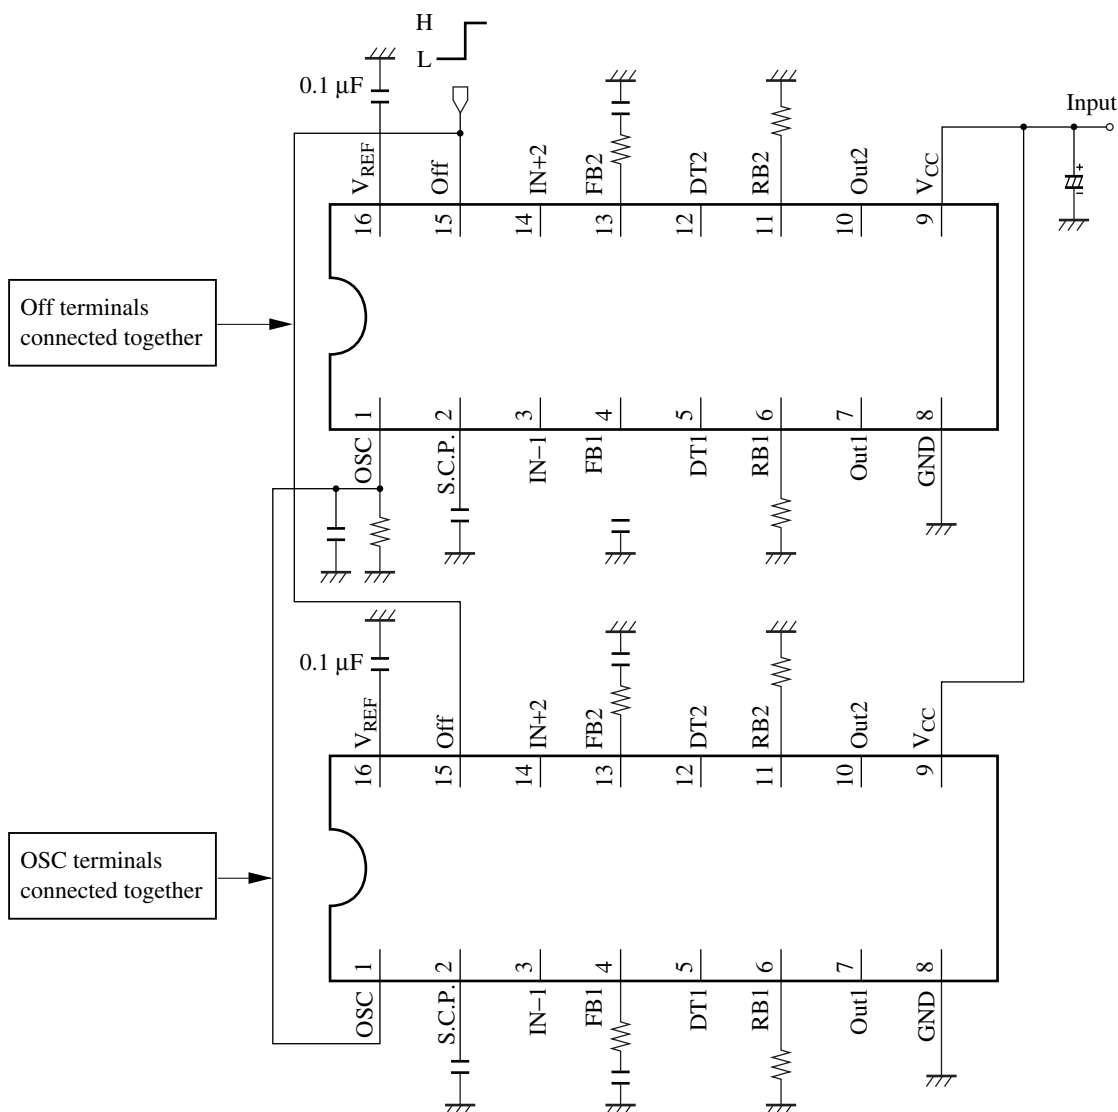 H
L
0.1 µF
Input
VREF
Off
IN+2
FB2
DT2
RB2
Out2
VCC
16
15
14
13
12
11
10
9
Off terminals
connected together
1
2
3
4
5
6
7
8
OSC
S.C.P.
IN−1
FB1
DT1
RB1
Out1
GND
0.1 µF
VREF
Off
IN+2
FB2
DT2
RB2
Out2
VCC
16
15
14
13
12
11
10
9
OSC terminals
connected together
1
2
3
4
5
6
7
8
OSC
S.C.P.
IN−1
FB1
DT1
RB1
Out1
GND